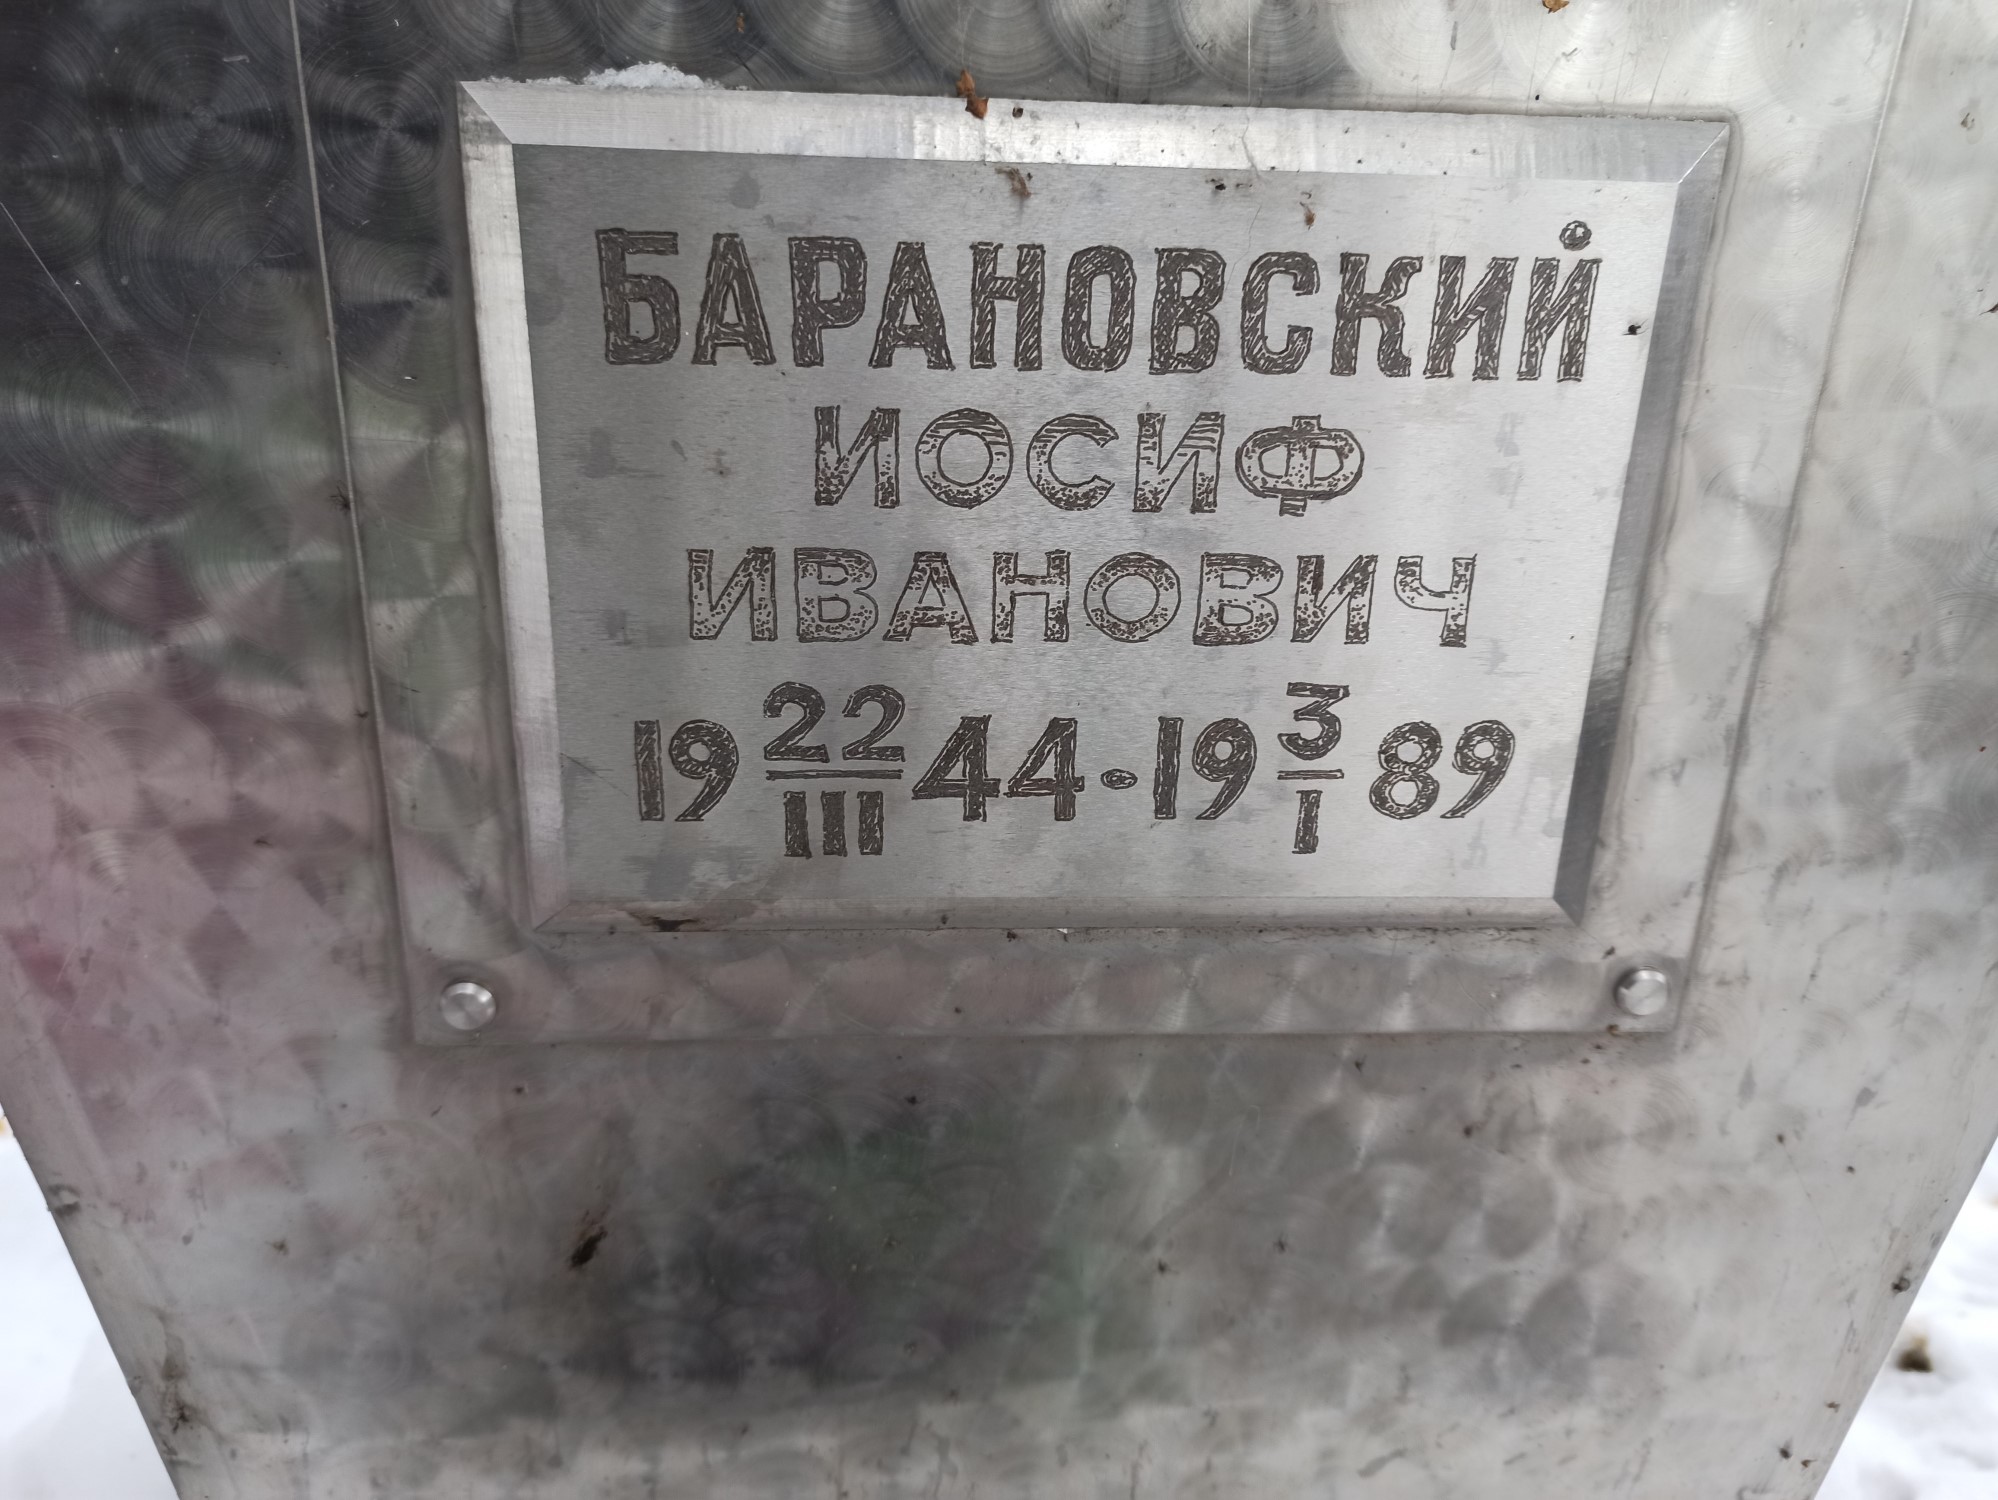 БАРАНОВСКИЙ
ИОСИФ
ИВАНОВИЧ
19 22/III 44 · 19 3/I 89